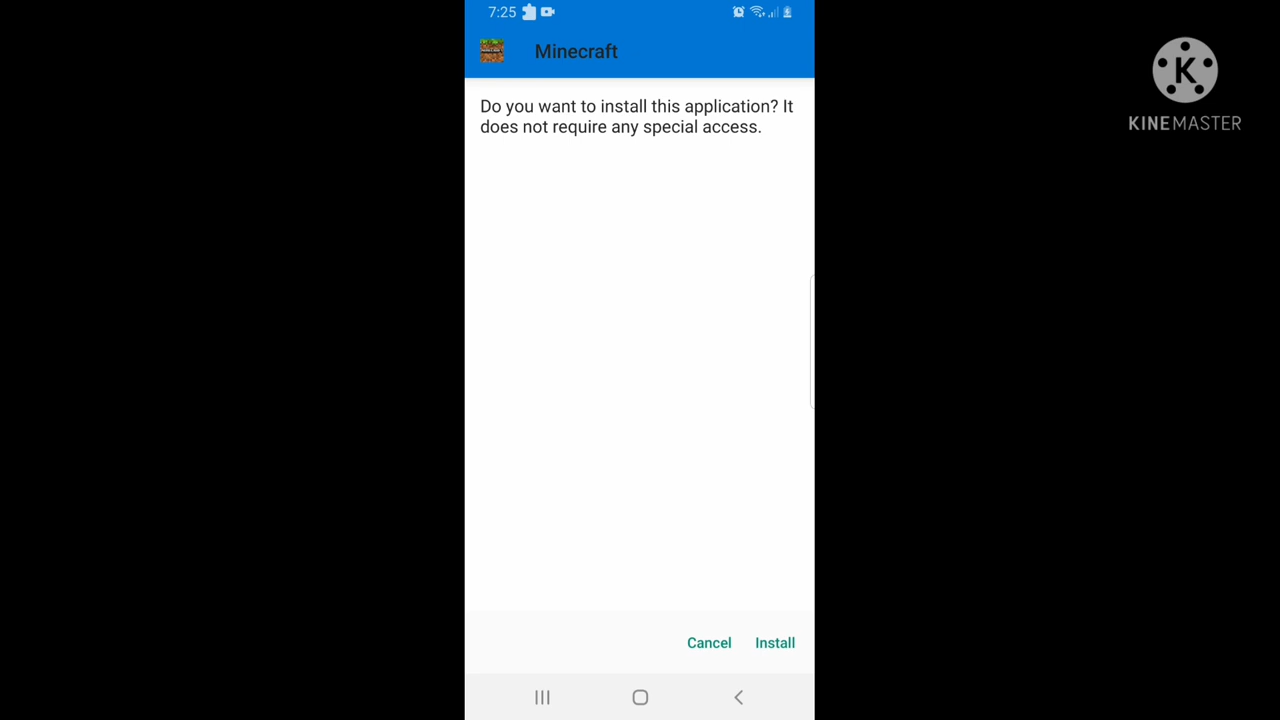 7:25
Minecraft
Do you want to install this application? It
does not require any special access.
Cancel
Install
K
KINEMASTER